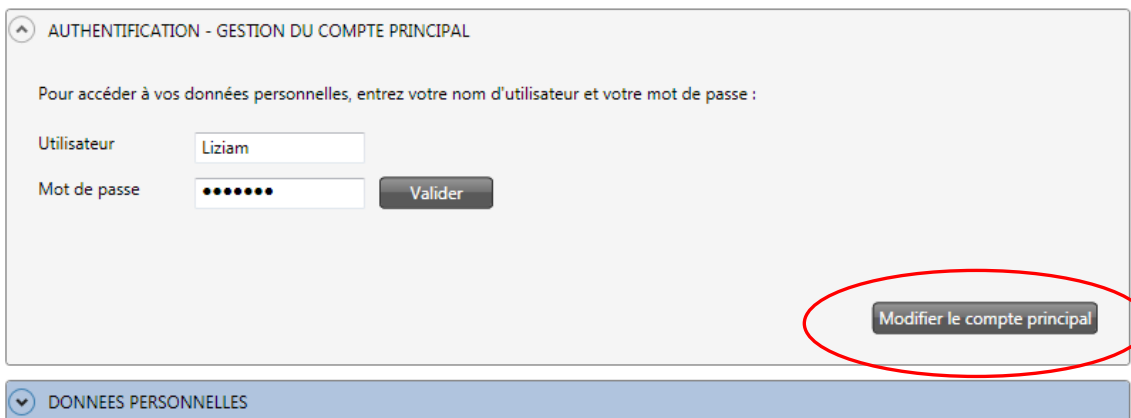 AUTHENTIFICATION - GESTION DU COMPTE PRINCIPAL
Pour accéder à vos données personnelles, entrez votre nom d'utilisateur et votre mot de passe :
Utilisateur Liziam
Mot de passe ●●●●●●● Valider
Modifier le compte principal
DONNEES PERSONNELLES